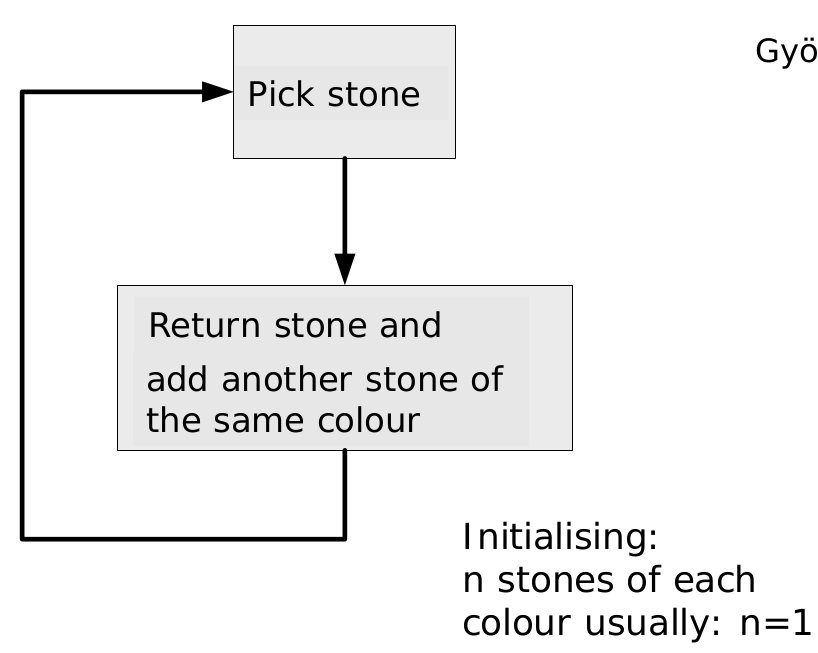 Gyö
Pick stone
Return stone and
add another stone of
the same colour
Initialising:
n stones of each
colour usually: n=1